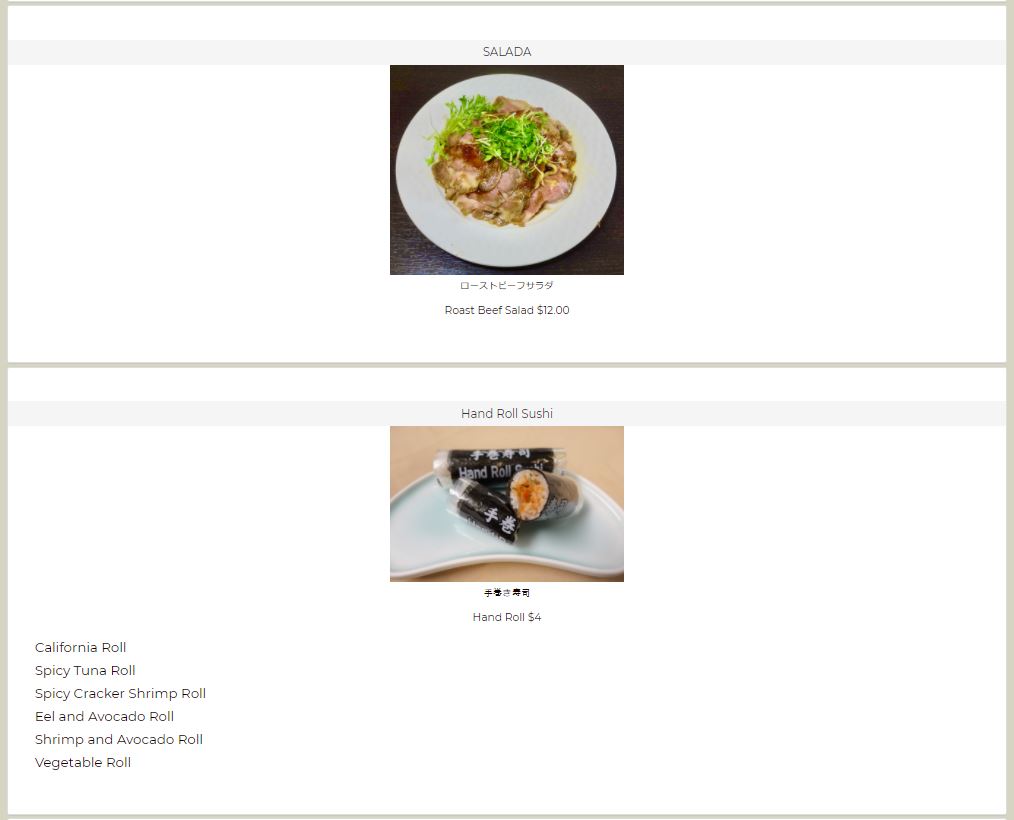 SALADA
ローストビーフサラダ
Roast Beef Salad $12.00
Hand Roll Sushi
手巻寿司
Hand Roll Sushi
手巻
手巻き寿司
Hand Roll $4
California Roll
Spicy Tuna Roll
Spicy Cracker Shrimp Roll
Eel and Avocado Roll
Shrimp and Avocado Roll
Vegetable Roll